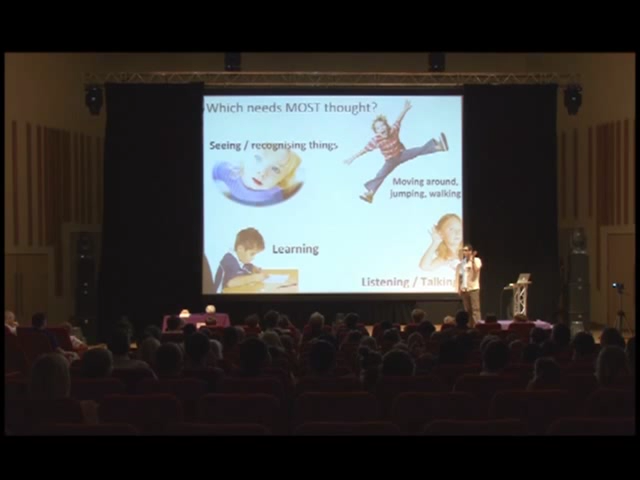 Which needs MOST thought?
Seeing / recognising things
Moving around,
jumping, walking
Learning
Listening / Talking